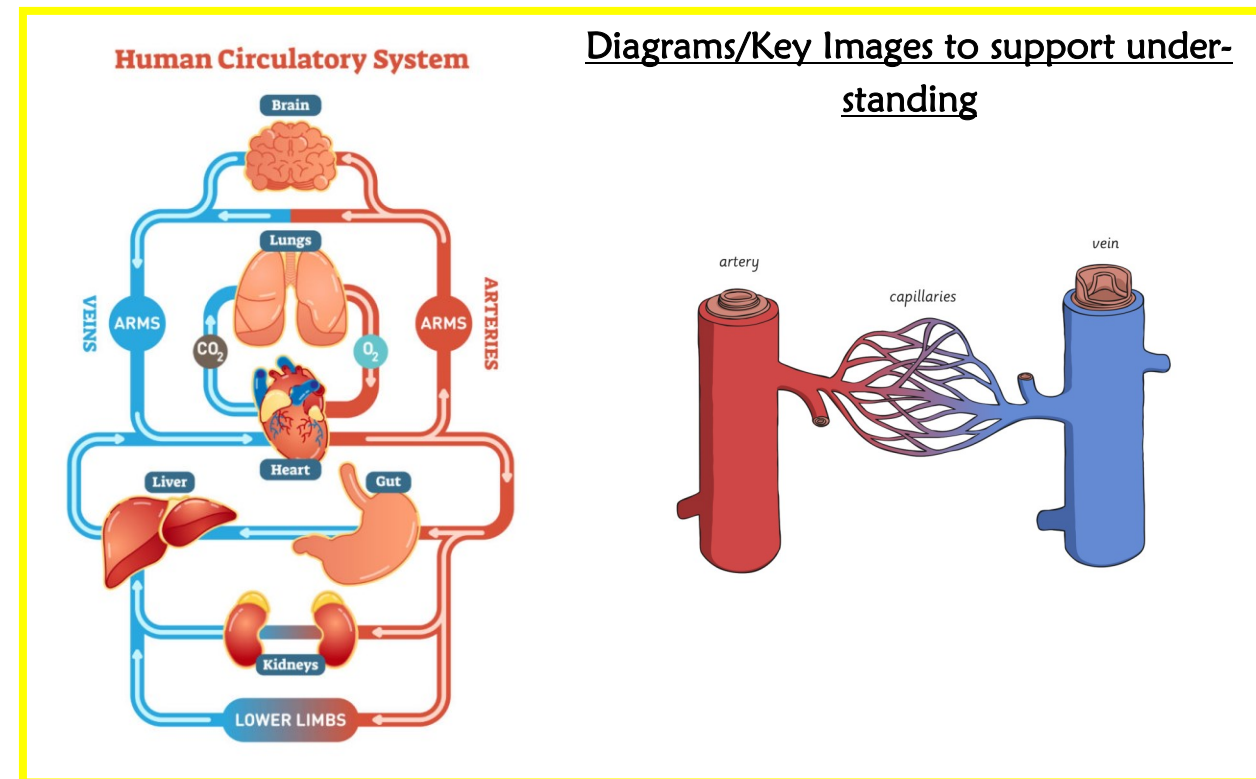 Human Circulatory System
Brain
Lungs
VEINS
ARMS
ARMS
ARTERIES
CO₂
O₂
Heart
Liver
Gut
Kidneys
LOWER LIMBS
Diagrams/Key Images to support under-
standing
artery
capillaries
vein